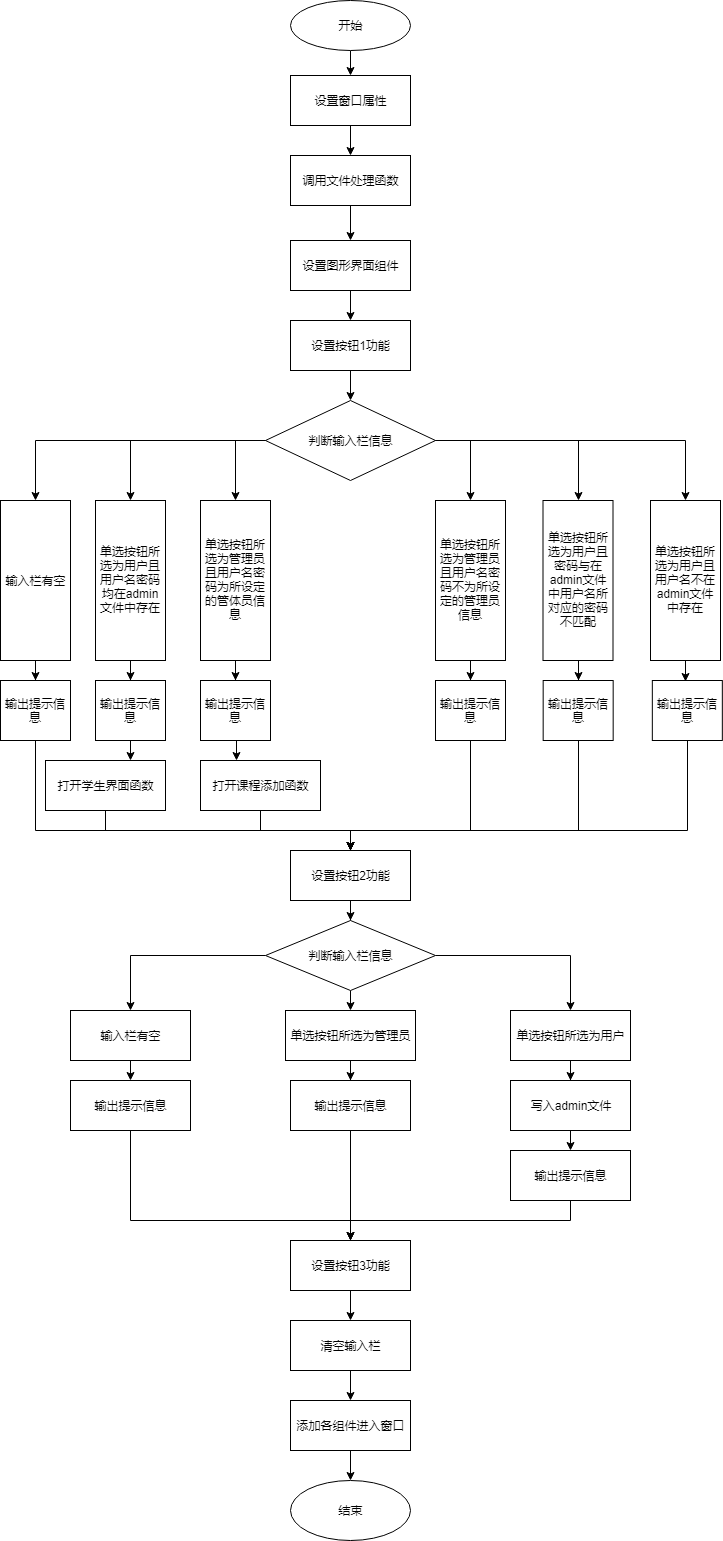 开始
设置窗口属性
调用文件处理函数
设置图形界面组件
设置按钮1功能
判断输入栏信息
输入栏有空
单选按钮所
选为用户且
用户名密码
均在admin
文件中存在
单选按钮所
选为管理员
且用户名密
码为所设定
的管体员信
息
单选按钮所
选为管理员
且用户名密
码不为所设
定的管理员
信息
单选按钮所
选为用户且
密码与在
admin文件
中用户名所
对应的密码
不匹配
单选按钮所
选为用户且
用户名不在
admin文件
中存在
输出提示信
息
输出提示信
息
输出提示信
息
输出提示信
息
输出提示信
息
输出提示信
息
打开学生界面函数
打开课程添加函数
设置按钮2功能
判断输入栏信息
输入栏有空
单选按钮所选为管理员
单选按钮所选为用户
输出提示信息
输出提示信息
写入admin文件
输出提示信息
设置按钮3功能
清空输入栏
添加各组件进入窗口
结束